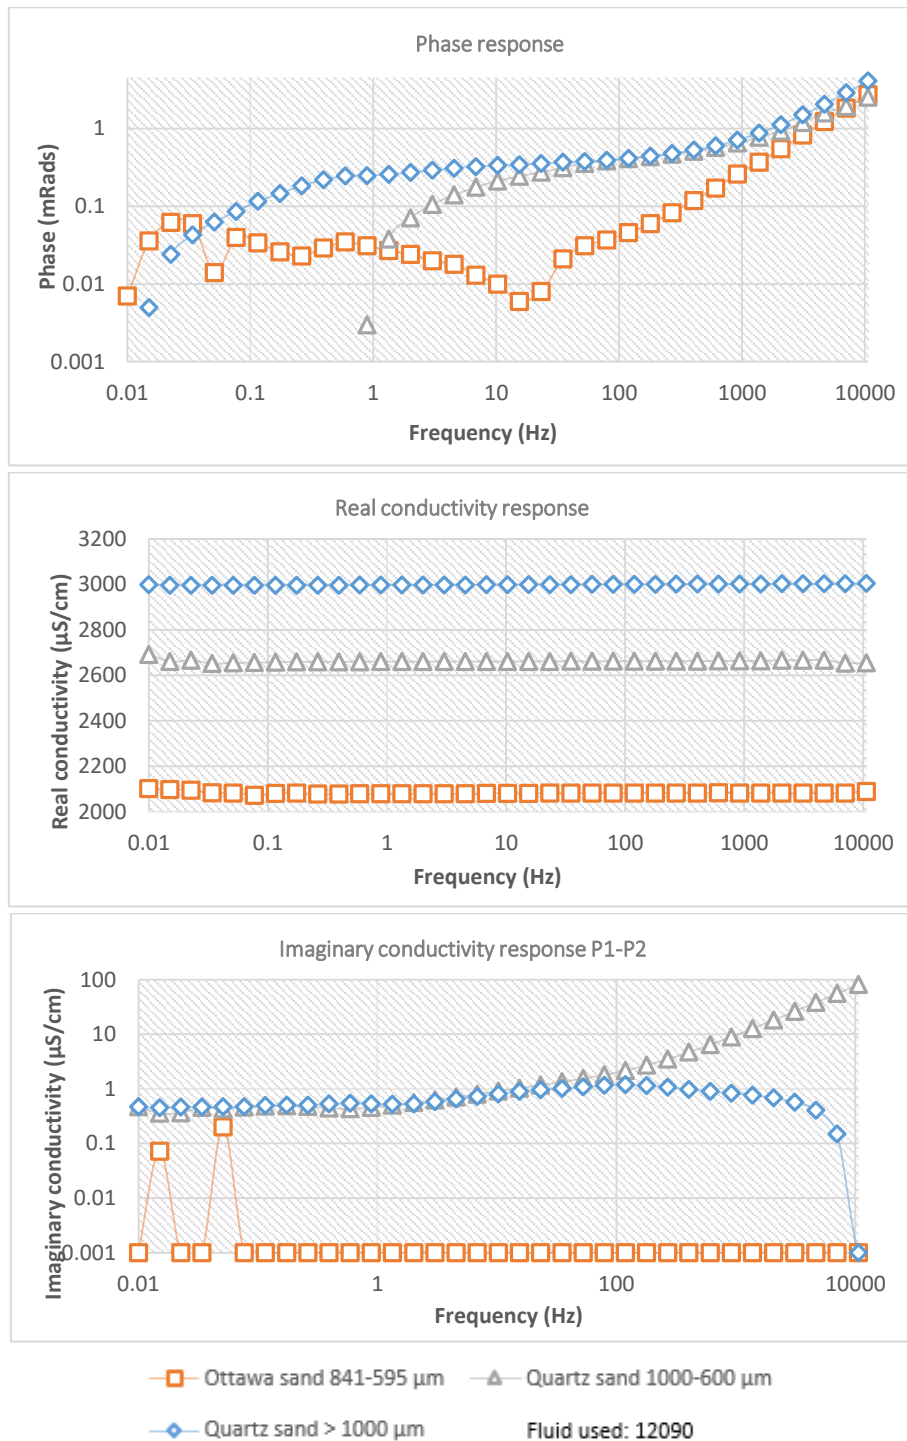 Phase response
1
0.1
0.01
0.001
Phase (mRads)
0.01 0.1 1 10 100 1000 10000
Frequency (Hz)
Real conductivity response
3200
3000
2800
2600
2400
2200
2000
Real conductivity (µS/cm)
0.01 0.1 1 10 100 1000 10000
Frequency (Hz)
Imaginary conductivity response P1-P2
100
10
1
0.1
0.01
0.001
Imaginary conductivity (µS/cm)
0.01 1 100 10000
Frequency (Hz)
Ottawa sand 841-595 µm Quartz sand 1000-600 µm
Quartz sand > 1000 µm Fluid used: 12090